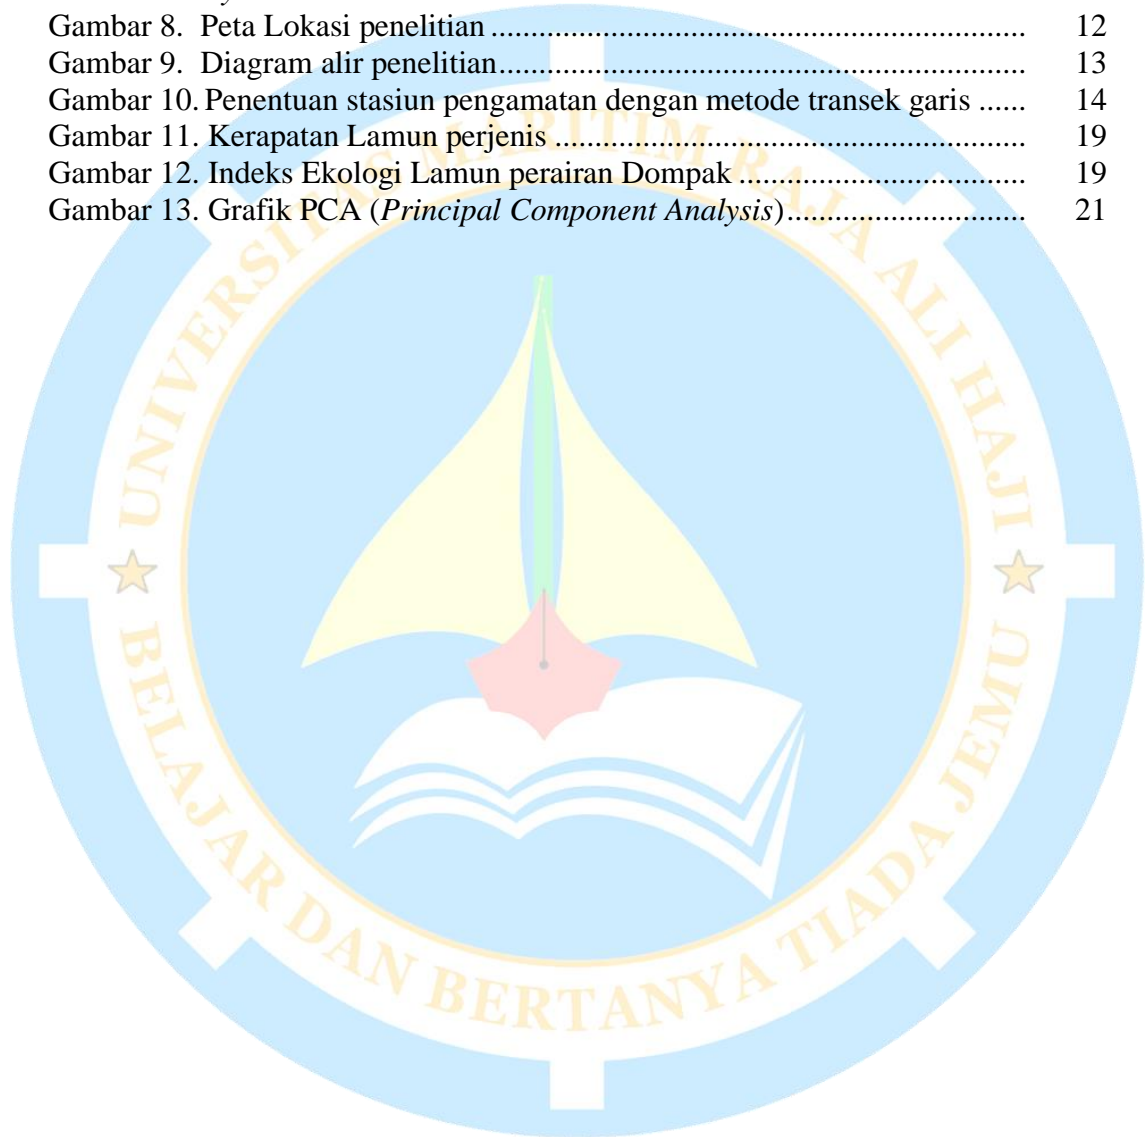 Gambar 8. Peta Lokasi penelitian .................................................................... 12
Gambar 9. Diagram alir penelitian................................................................... 13
Gambar 10. Penentuan stasiun pengamatan dengan metode transek garis ...... 14
Gambar 11. Kerapatan Lamun perjenis ............................................................ 19
Gambar 12. Indeks Ekologi Lamun perairan Dompak .................................... 19
Gambar 13. Grafik PCA (Principal Component Analysis).............................. 21
UNIVERSITAS MARITIM RAJA ALI HAJI
BELAJAR DAN BERTANYA TIADA JEMU